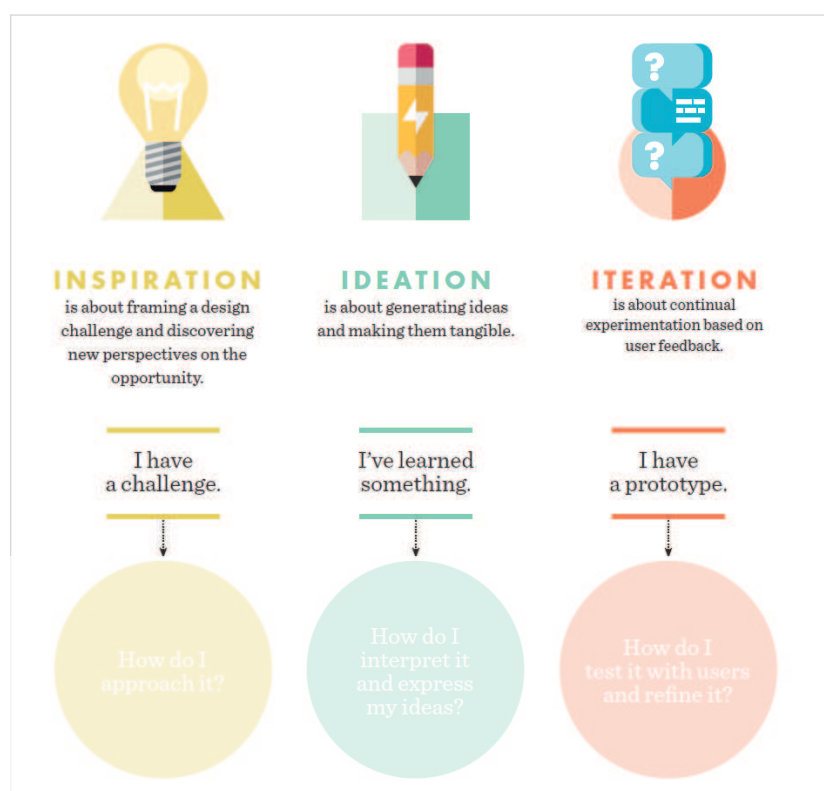 ?
?
INSPIRATION
is about framing a design
challenge and discovering
new perspectives on the
opportunity.
I have
a challenge.
How do I
approach it?
IDEATION
is about generating ideas
and making them tangible.
I've learned
something.
How do I
interpret it
and express
my ideas?
ITERATION
is about continual
experimentation based on
user feedback.
I have
a prototype.
How do I
test it with users
and refine it?